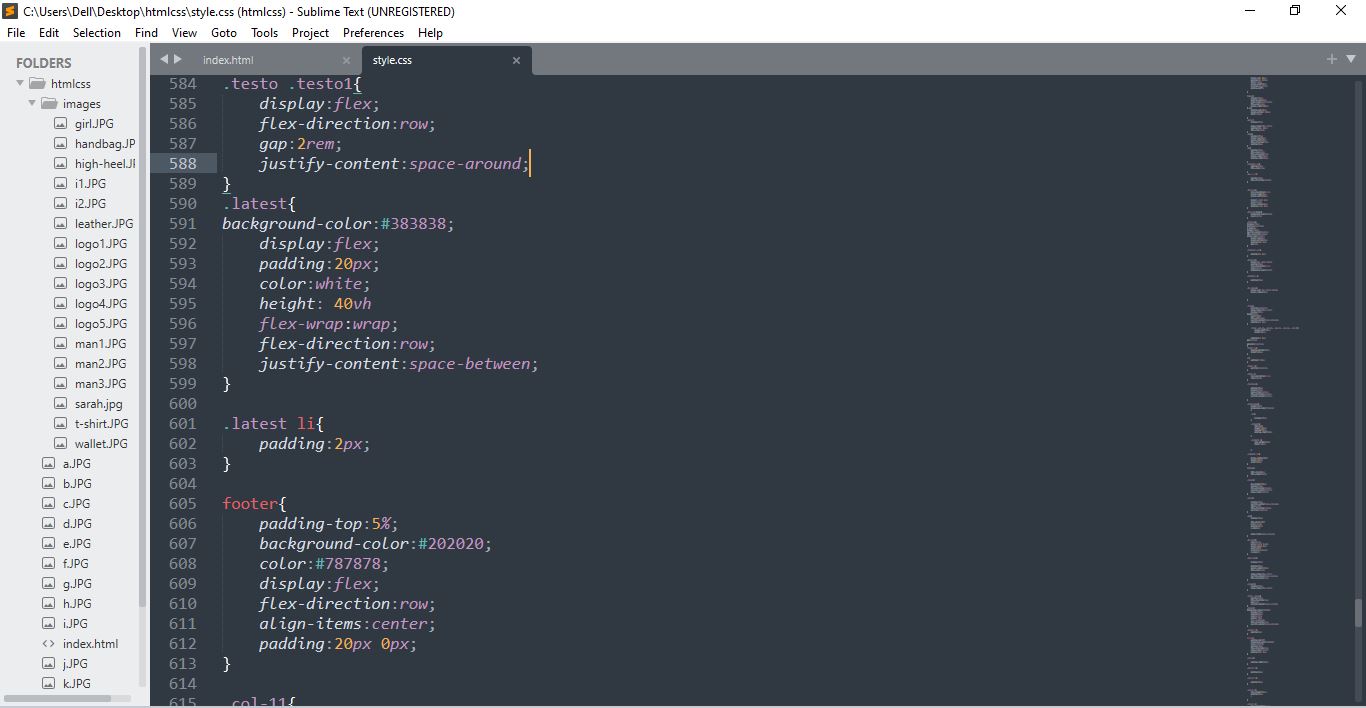 C:\Users\Dell\Desktop\htmlcss\style.css (htmlcss) - Sublime Text (UNREGISTERED)
File Edit Selection Find View Goto Tools Project Preferences Help
FOLDERS
htmlcss
images
girl.JPG
handbag.JP
high-heel.JF
i1.JPG
i2.JPG
leather.JPG
logo1.JPG
logo2.JPG
logo3.JPG
logo4.JPG
logo5.JPG
man1.JPG
man2.JPG
man3.JPG
sarah.jpg
t-shirt.JPG
wallet.JPG
a.JPG
b.JPG
c.JPG
d.JPG
e.JPG
f.JPG
g.JPG
h.JPG
i.JPG
index.html
j.JPG
k.JPG
index.html style.css
584 .testo .testo1{
585 display:flex;
586 flex-direction:row;
587 gap:2rem;
588 justify-content:space-around;
589 }
590 .latest{
591 background-color:#383838;
592 display:flex;
593 padding:20px;
594 color:white;
595 height: 40vh
596 flex-wrap:wrap;
597 flex-direction:row;
598 justify-content:space-between;
599 }
600
601 .latest li{
602 padding:2px;
603 }
604
605 footer{
606 padding-top:5%;
607 background-color:#202020;
608 color:#787878;
609 display:flex;
610 flex-direction:row;
611 align-items:center;
612 padding:20px 0px;
613 }
614
615 .col-11{